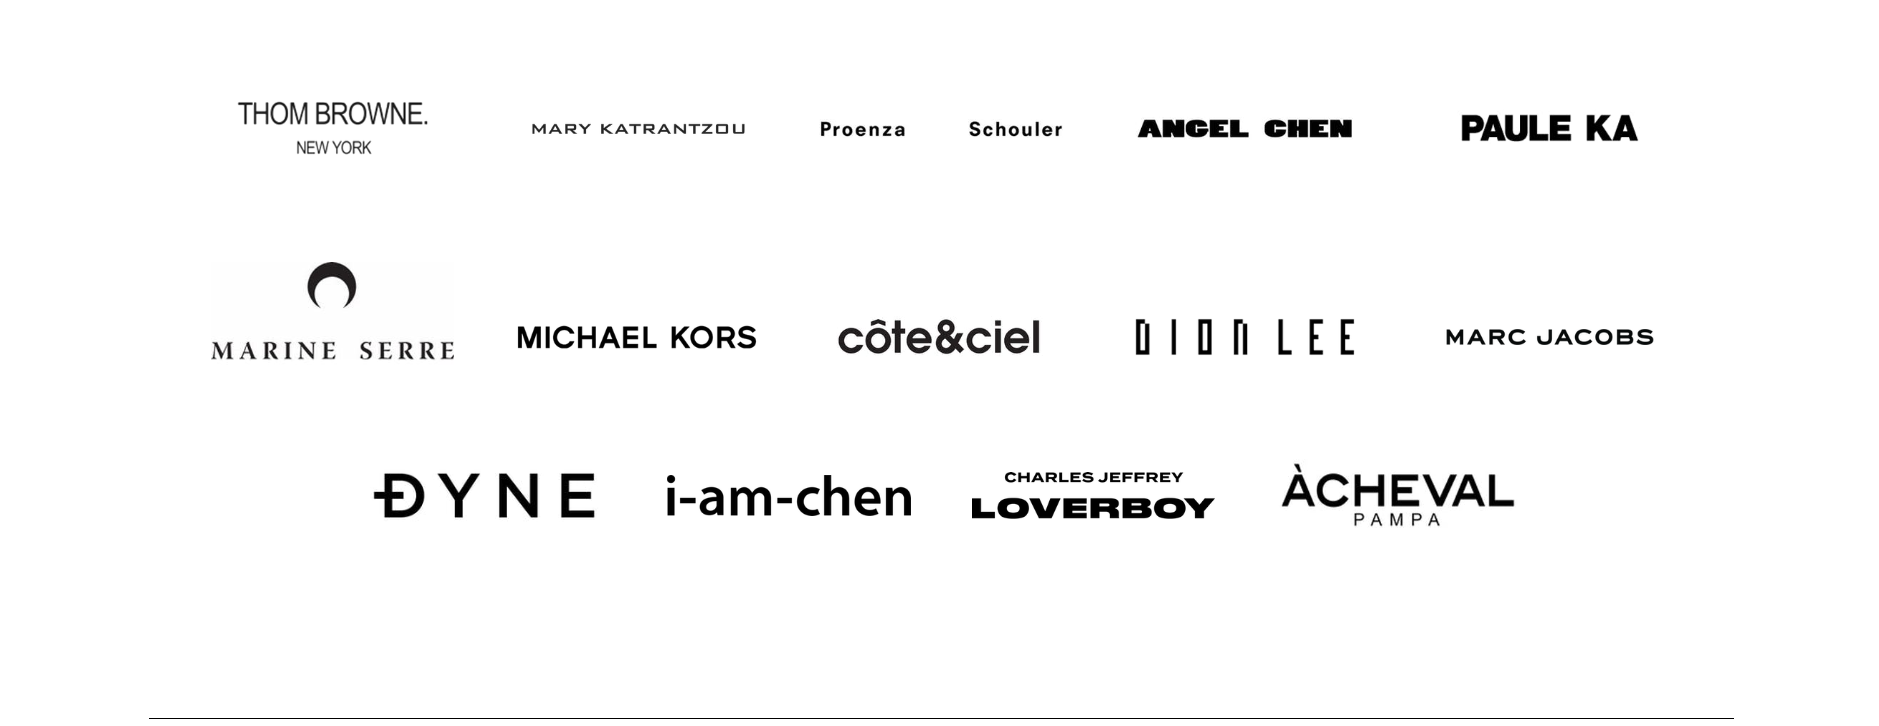 THOM BROWNE.
NEW YORK
MARY KATRANTZOU
Proenza Schouler
ANGEL CHEN
PAULE KA
MARINE SERRE
MICHAEL KORS
côte&ciel
DION LEE
MARC JACOBS
ĐYNE
i-am-chen
CHARLES JEFFREY
LOVERBOY
ÀCHEVAL
PAMPA